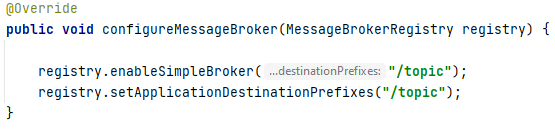 @Override
public void configureMessageBroker(MessageBrokerRegistry registry) {
registry.enableSimpleBroker( ...destinationPrefixes: "/topic");
registry.setApplicationDestinationPrefixes("/topic");
}